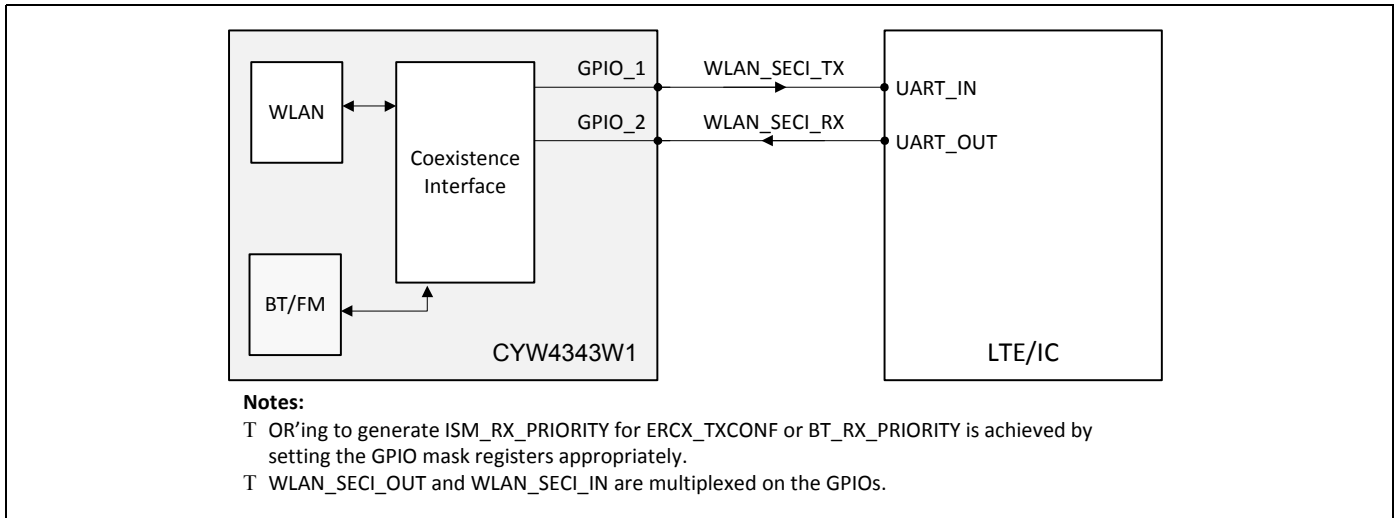 GPIO_1
WLAN_SECI_TX
UART_IN
WLAN
GPIO_2
WLAN_SECI_RX
UART_OUT
Coexistence
Interface
BT/FM
CYW4343W1
LTE/IC
Notes:
T OR'ing to generate ISM_RX_PRIORITY for ERCX_TXCONF or BT_RX_PRIORITY is achieved by
setting the GPIO mask registers appropriately.
T WLAN_SECI_OUT and WLAN_SECI_IN are multiplexed on the GPIOs.